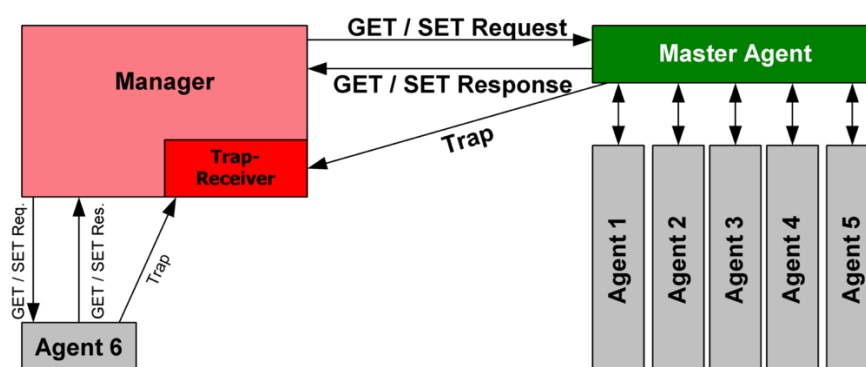 GET / SET Request
Manager
Master Agent
GET / SET Response
Trap
Trap-
Receiver
GET / SET Req.
GET / SET Res.
Trap
Agent 1
Agent 2
Agent 3
Agent 4
Agent 5
Agent 6